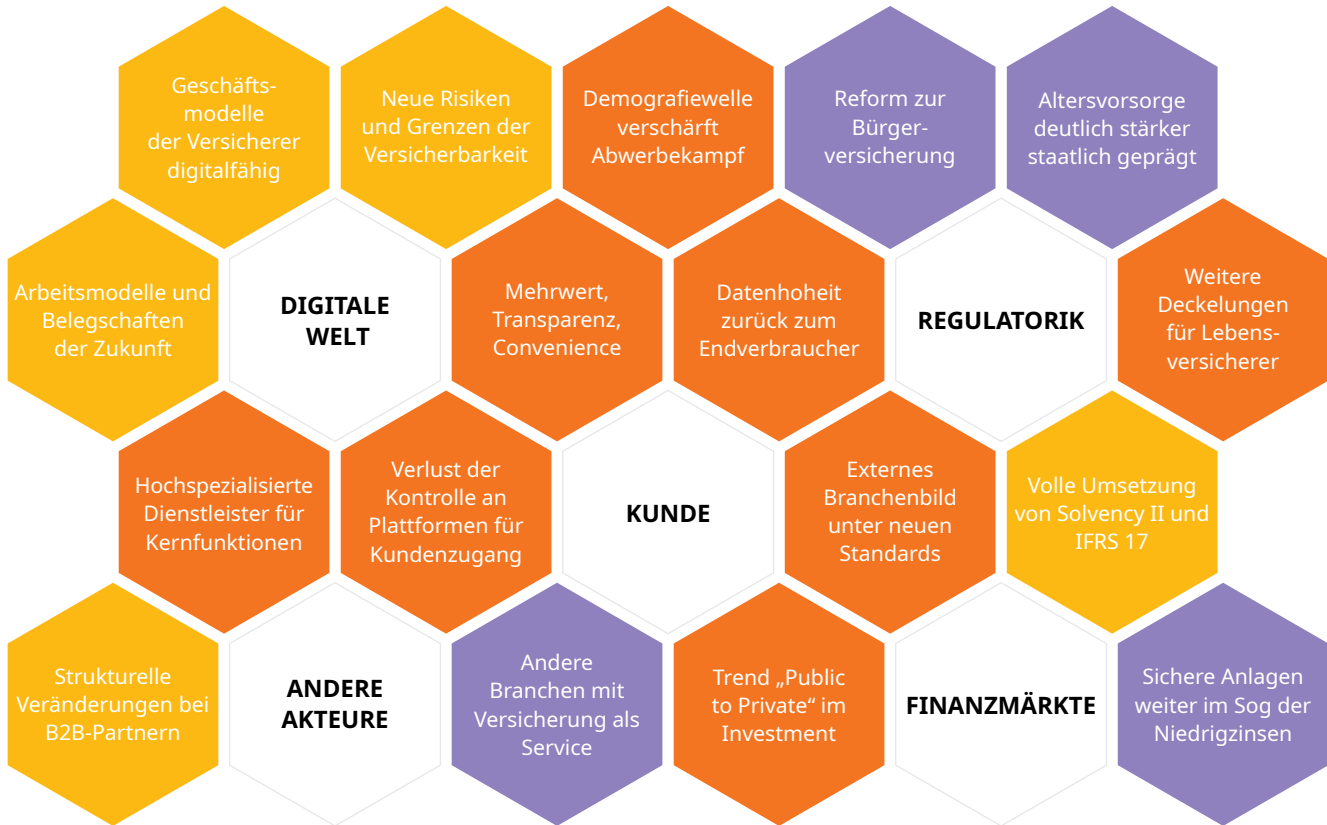 Geschäfts-
modelle
der Versicherer
digitalfähig
Neue Risiken
und Grenzen der
Versicherbarkeit
Demografiewelle
verschärft
Abwerbekampf
Reform zur
Bürger-
versicherung
Altersvorsorge
deutlich stärker
staatlich geprägt
Arbeitsmodelle und
Belegschaften
der Zukunft
DIGITALE
WELT
Mehrwert,
Transparenz,
Convenience
Datenhoheit
zurück zum
Endverbraucher
REGULATORIK
Weitere
Deckelungen
für Lebens-
versicherer
Hochspezialisierte
Dienstleister für
Kernfunktionen
Verlust der
Kontrolle an
Plattformen für
Kundenzugang
KUNDE
Externes
Branchenbild
unter neuen
Standards
Volle Umsetzung
von Solvency II und
IFRS 17
Strukturelle
Veränderungen bei
B2B-Partnern
ANDERE
AKTEURE
Andere
Branchen mit
Versicherung als
Service
Trend „Public
to Private“ im
Investment
FINANZMÄRKTE
Sichere Anlagen
weiter im Sog der
Niedrigzinsen